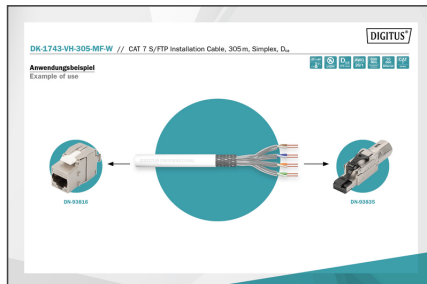 DIGITUS®
DK-1743-VH-305-MF-W // CAT 7 S/FTP Installation Cable, 305 m, Simplex, Dca
Anwendungsbeispiel
Example of use
DN-93616
DN-93835